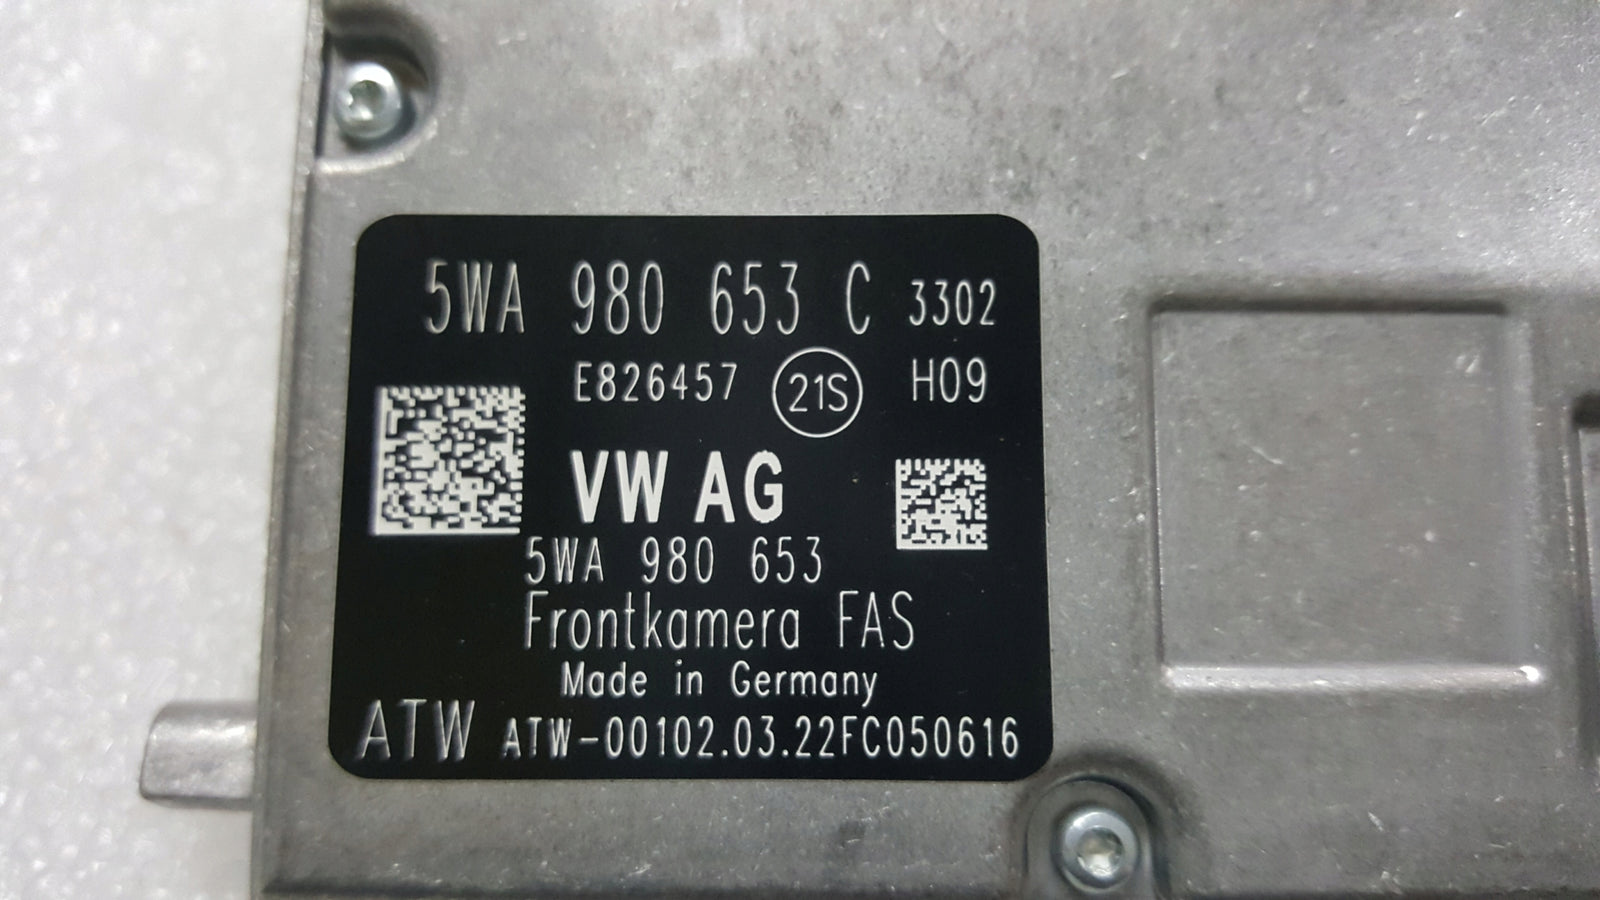 5WA 980 653 C 3302
E826457 21S H09
VW AG
5WA 980 653
Frontkamera FAS
Made in Germany
ATW ATW-00102.03.22FC050616